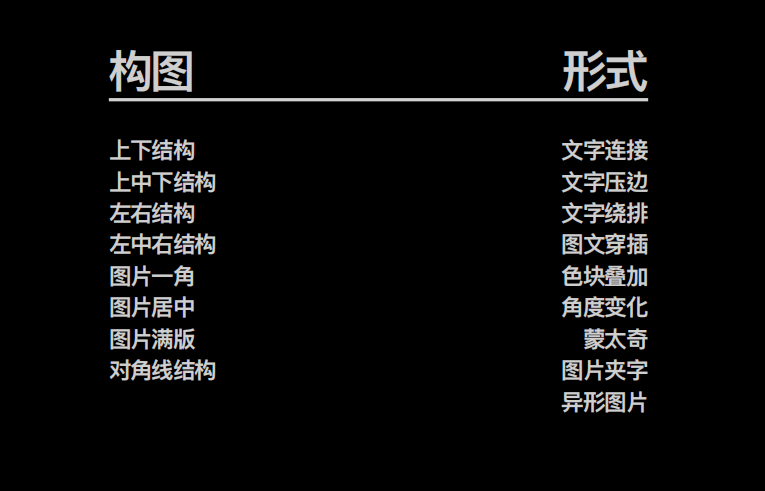 构图 形式
上下结构 文字连接
上中下结构 文字压边
左右结构 文字绕排
左中右结构 图文穿插
图片一角 色块叠加
图片居中 角度变化
图片满版 蒙太奇
对角线结构 图片夹字
异形图片